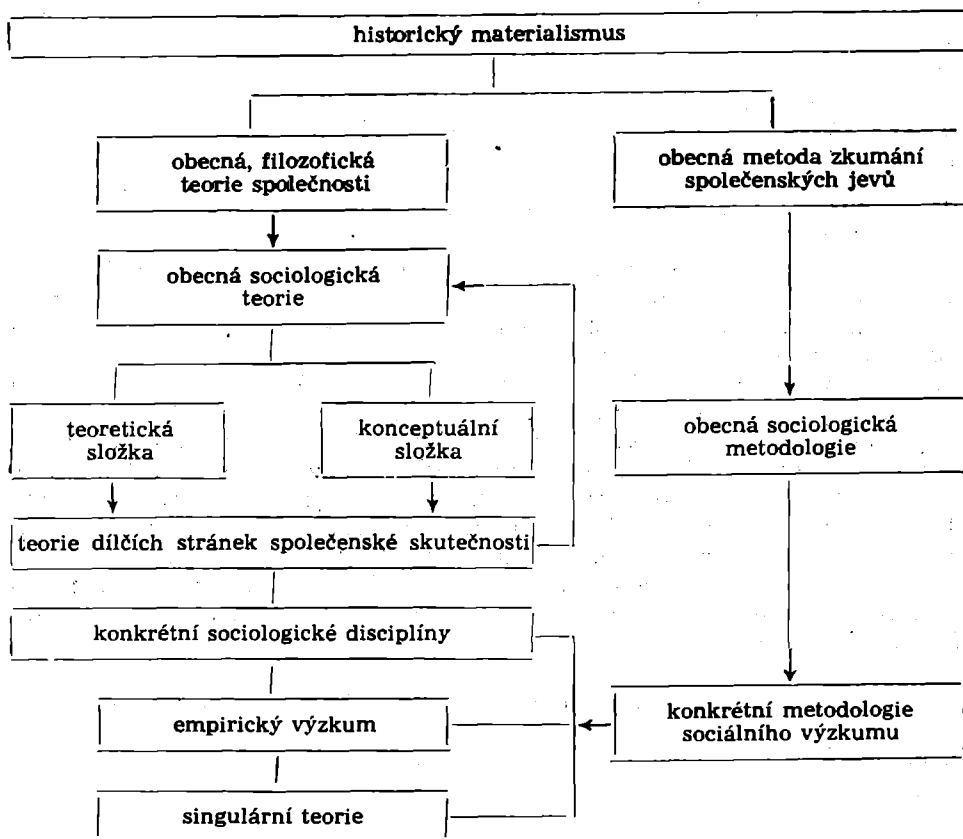 historický materialismus
obecná, filozofická
teorie společnosti
obecná metoda zkumání
společenských jevů
obecná sociologická
teorie
teoretická
složka
konceptuální
složka
obecná sociologická
metodologie
teorie dílčích stránek společenské skutečnosti
konkrétní sociologické disciplíny
empirický výzkum
konkrétní metodologie
sociálního výzkumu
singulární teorie